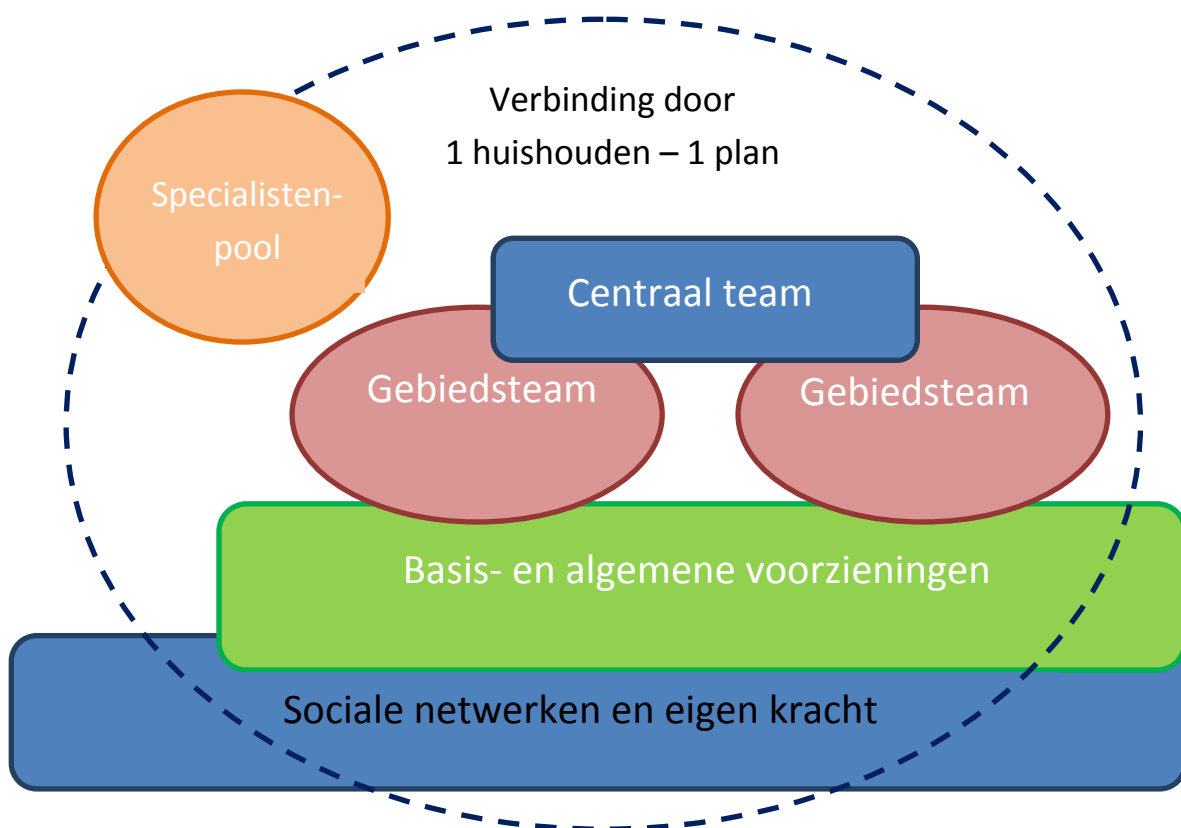 Verbinding door
1 huishouden – 1 plan
Specialisten-
pool
Centraal team
Gebiedsteam
Gebiedsteam
Basis- en algemene voorzieningen
Sociale netwerken en eigen kracht